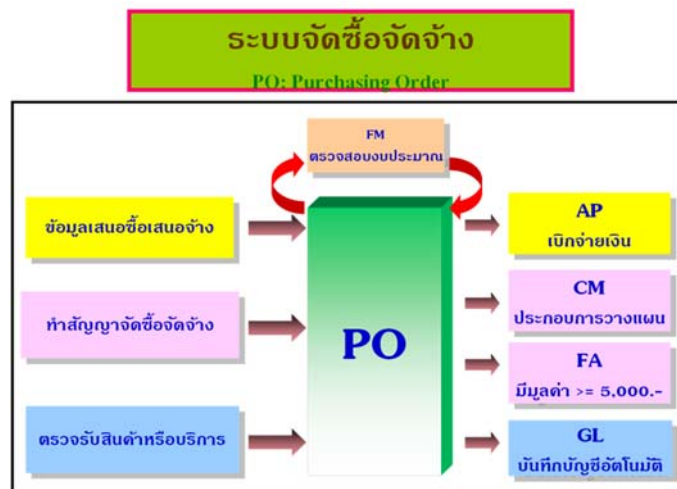 ระบบจัดซื้อจัดจ้าง
PO: Purchasing Order
FM
ตรวจสอบงบประมาณ
ข้อมูลเสนอซื้อเสนอจ้าง
ทำสัญญาจัดซื้อจัดจ้าง
ตรวจรับสินค้าหรือบริการ
PO
AP
เบิกจ่ายเงิน
CM
ประกอบการวางแผน
FA
มีมูลค่า >= 5,000.-
GL
บันทึกบัญชีอัตโนมัติ